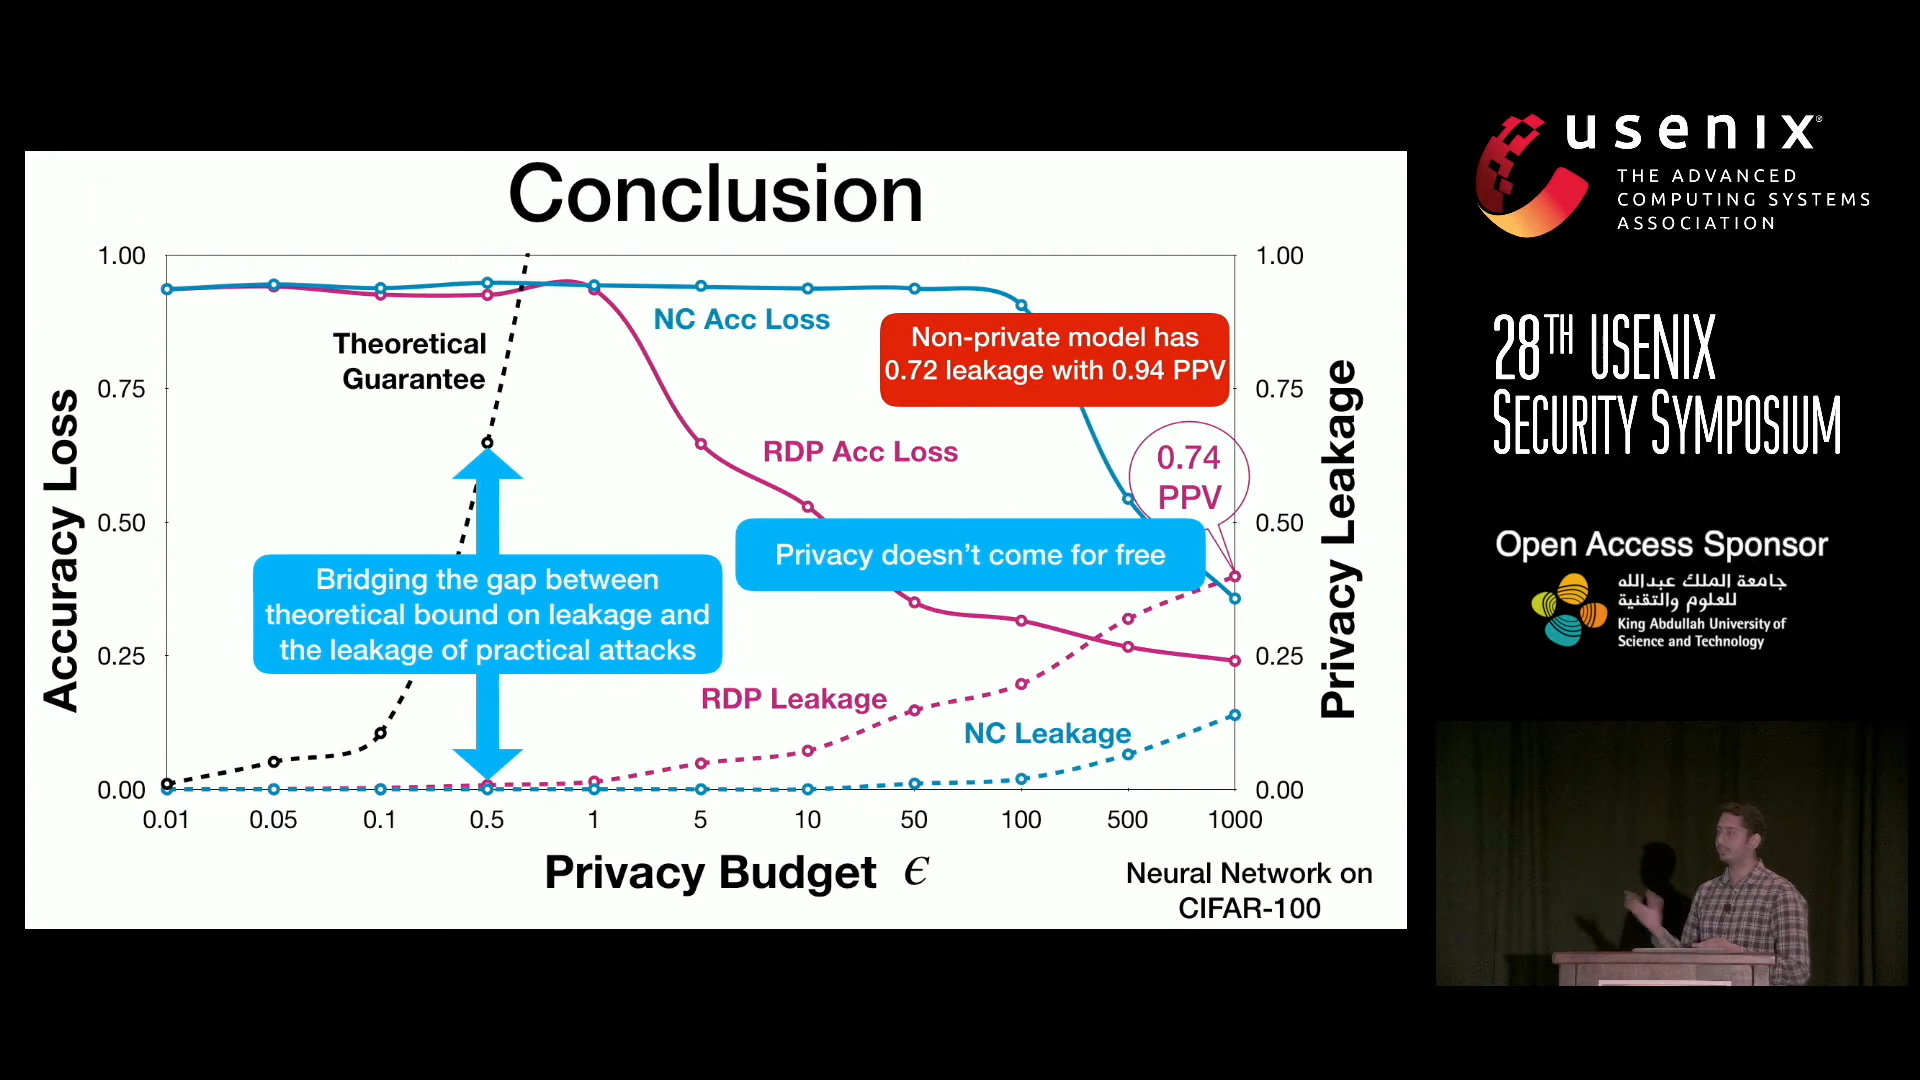 Conclusion
1.00
0.75
0.50
0.25
0.00
Accuracy Loss
Theoretical
Guarantee
NC Acc Loss
Non-private model has
0.72 leakage with 0.94 PPV
RDP Acc Loss
0.74
PPV
Privacy doesn't come for free
Bridging the gap between
theoretical bound on leakage and
the leakage of practical attacks
RDP Leakage
NC Leakage
1.00
0.75
0.50
0.25
0.00
Privacy Leakage
0.01 0.05 0.1 0.5 1 5 10 50 100 500 1000
Privacy Budget ϵ
Neural Network on
CIFAR-100
usenix®
THE ADVANCED
COMPUTING SYSTEMS
ASSOCIATION
28TH USENIX
SECURITY SYMPOSIUM
Open Access Sponsor
جامعة الملك عبدالله
للعلوم والتقنية
King Abdullah University of
Science and Technology